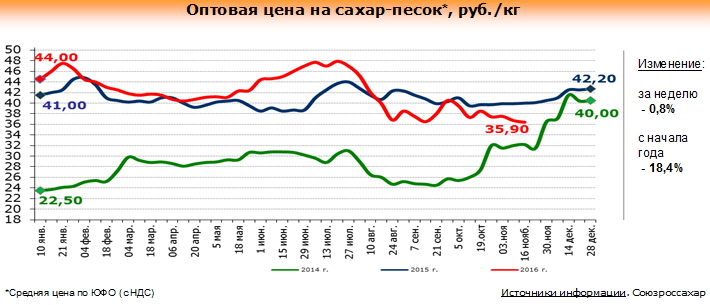 Оптовая цена на сахар-песок*, руб./кг
50
48
46
44
42
40
38
36
34
32
30
28
26
24
22
20
18
44,00
41,00
22,50
42,20
40,00
35,90
10 янв.
21 янв.
04 фев.
18 фев.
04 мар.
18 мар.
06 апр.
20 апр.
05 мая
18 мая
1 июн.
15 июн.
29 июн.
13 июл.
27 июл.
10 авг.
24 авг.
07 сен.
21 сен.
5 окт.
19 окт
03 ноя.
16 нояб.
30 ноя.
14 дек.
28 дек.
2014 г.
2015 г.
2016 г.
Изменение:
за неделю
- 0,8%
с начала
года
- 18,4%
*Средняя цена по ЮФО (с НДС)
Источники информации. Союзроссахар